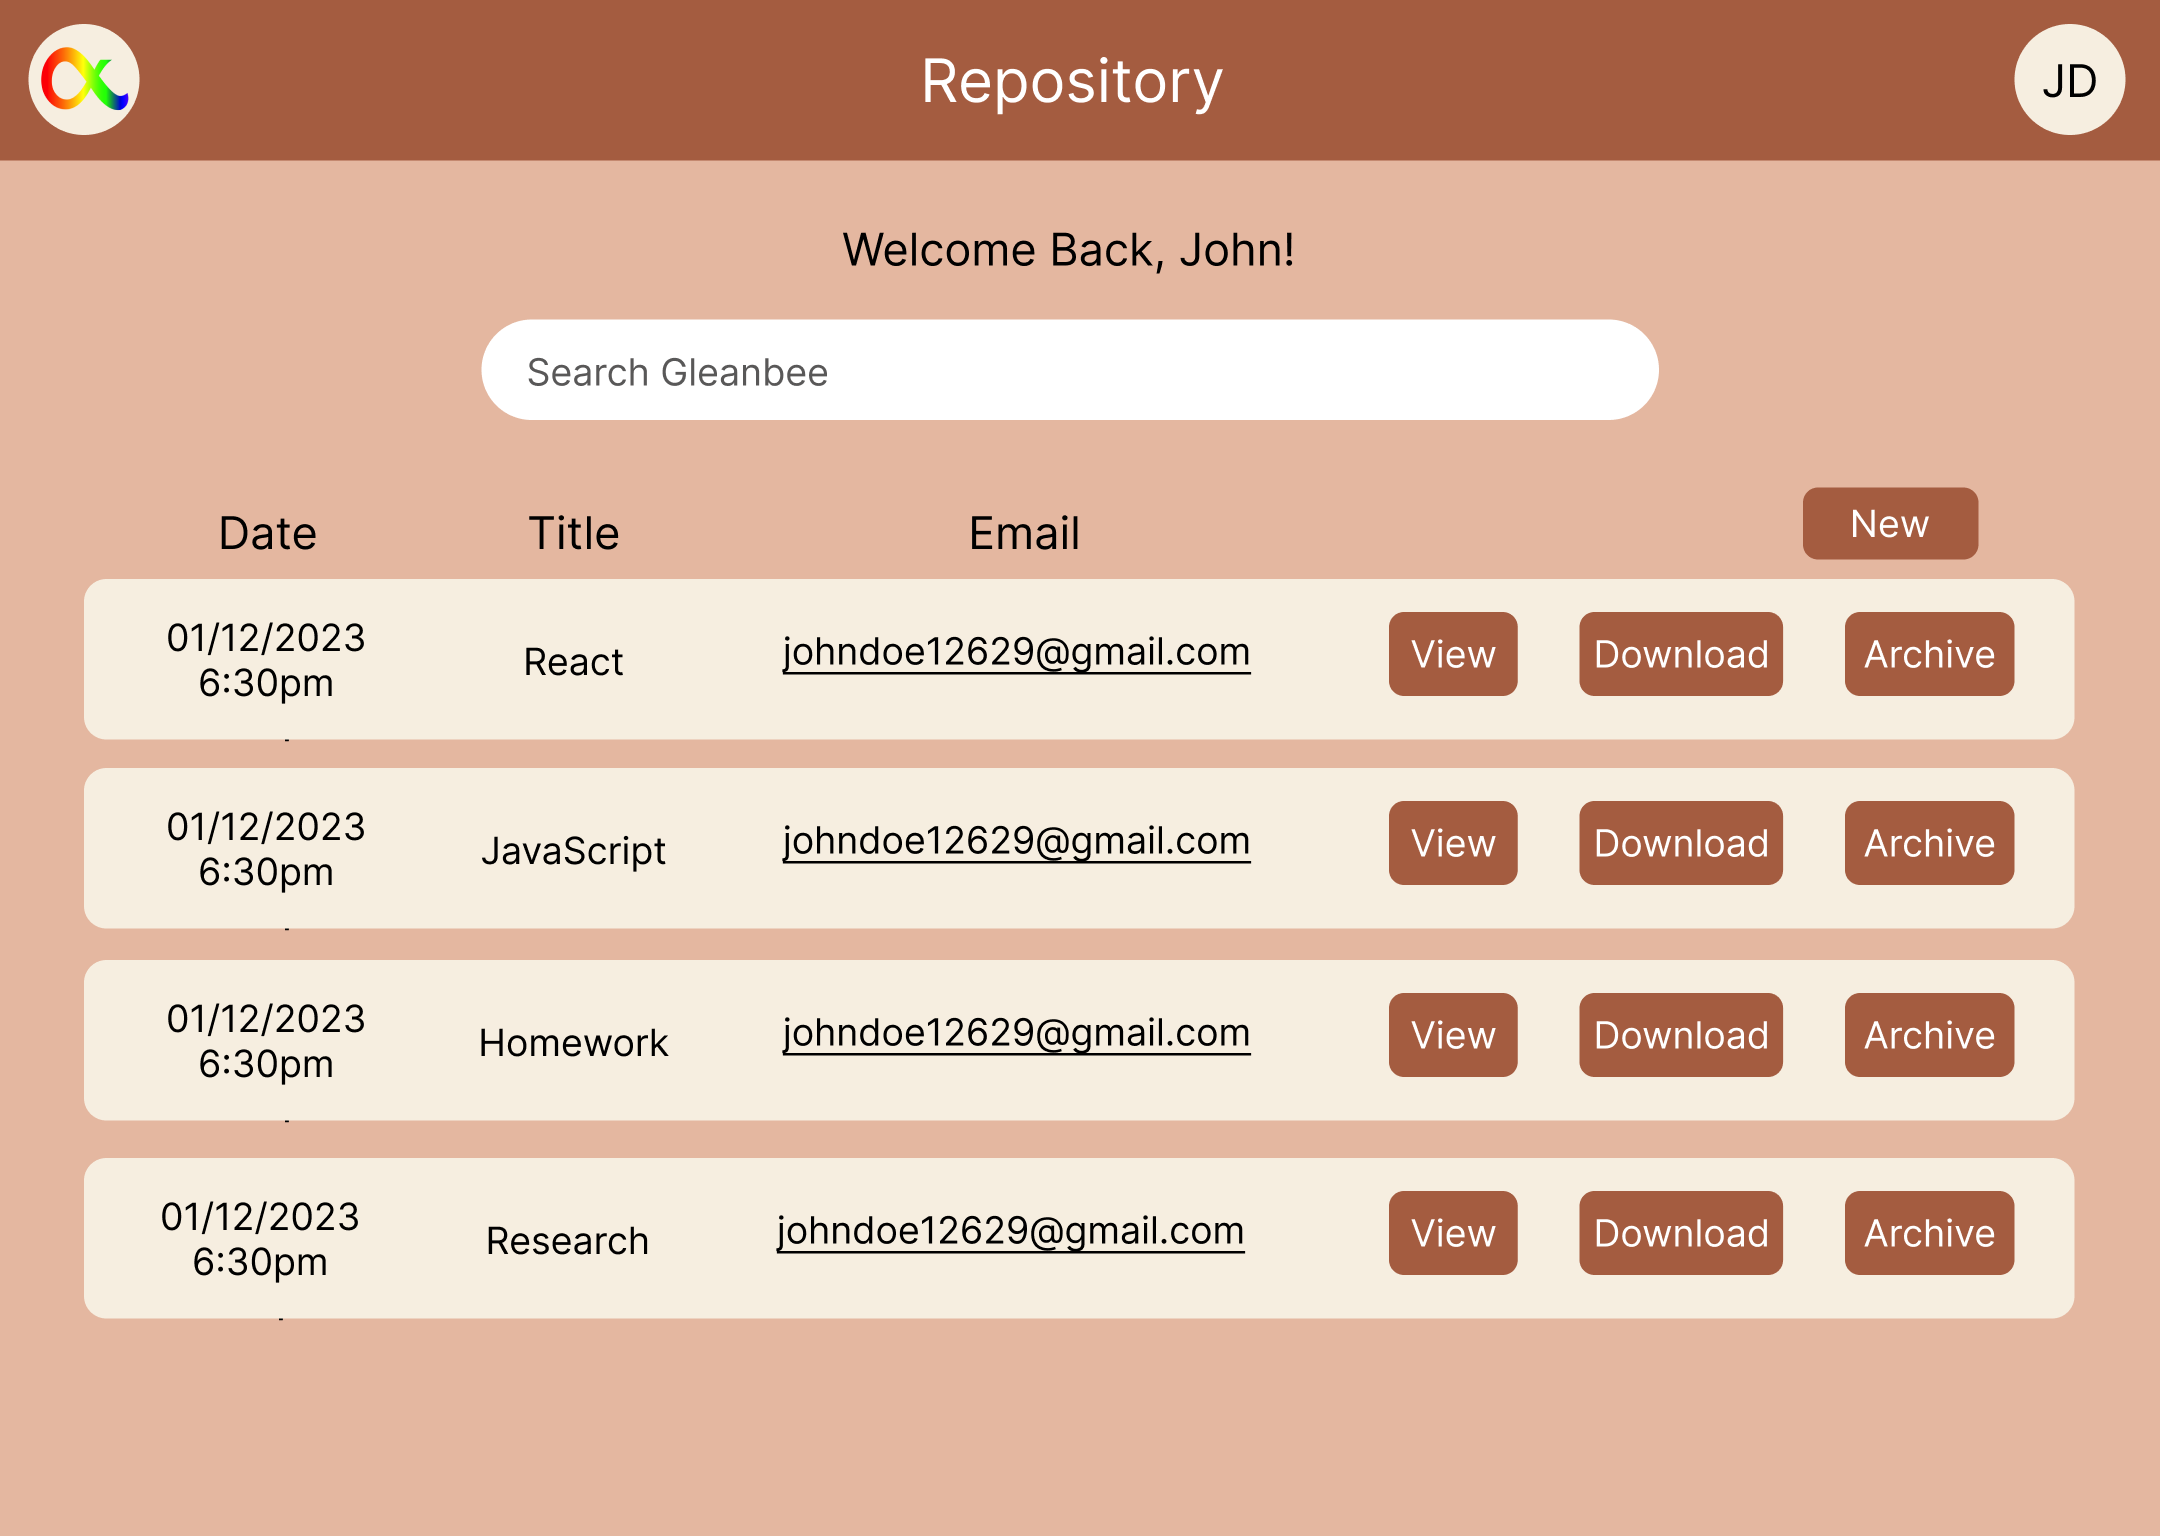 α
Repository
JD
Welcome Back, John!
Search Gleanbee
Date
Title
Email
New
01/12/2023
6:30pm
React
johndoe12629@gmail.com
View
Download
Archive
01/12/2023
6:30pm
JavaScript
johndoe12629@gmail.com
View
Download
Archive
01/12/2023
6:30pm
Homework
johndoe12629@gmail.com
View
Download
Archive
01/12/2023
6:30pm
Research
johndoe12629@gmail.com
View
Download
Archive